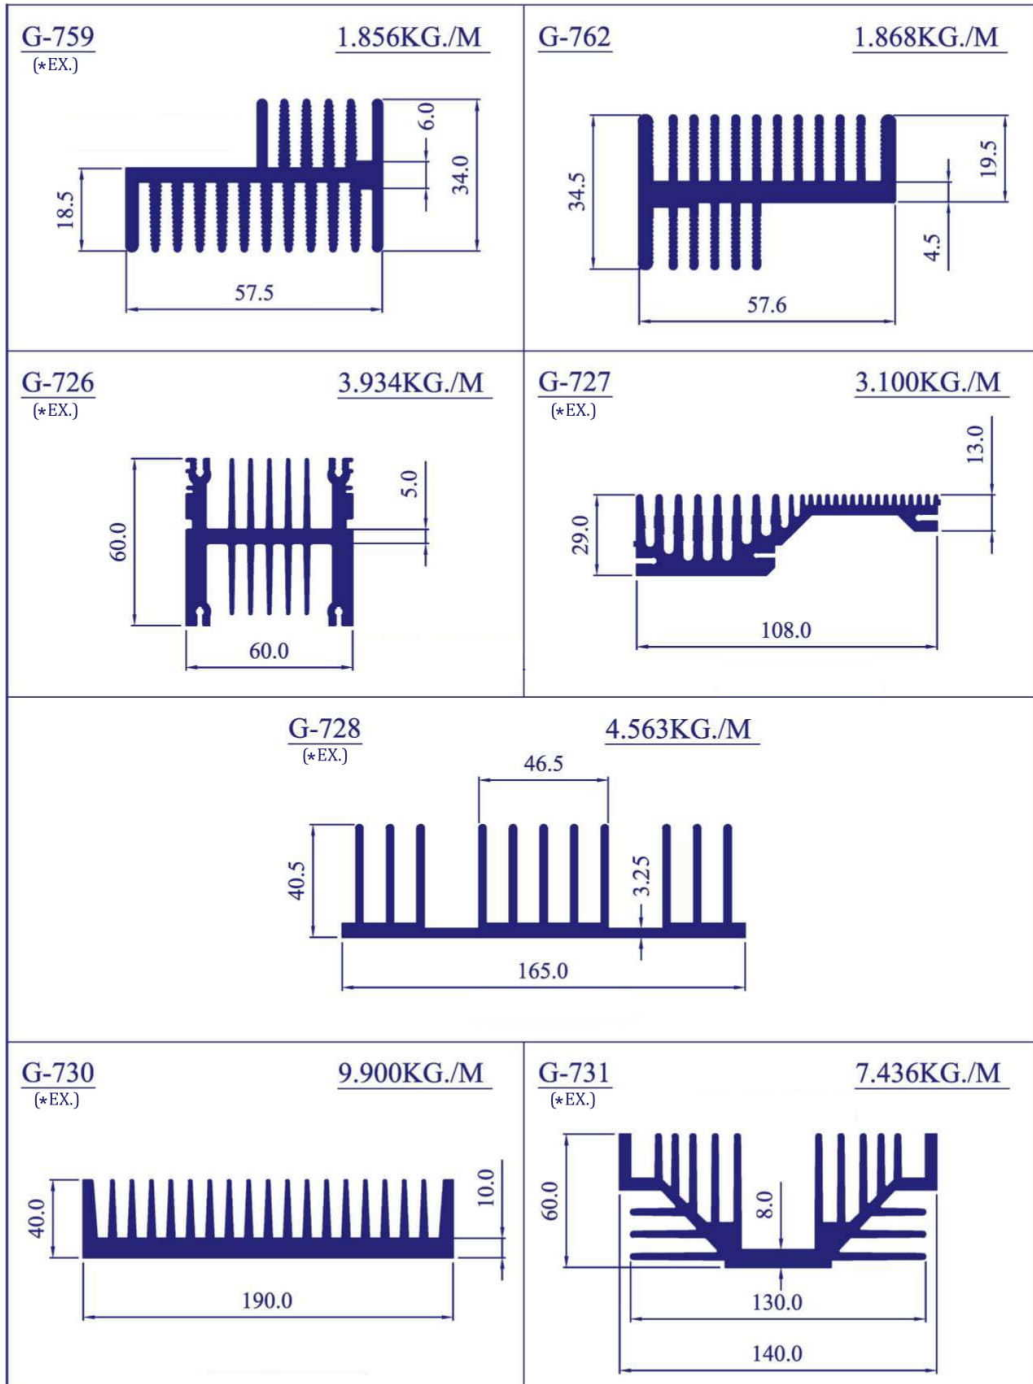 G-759 1.856KG./M
(*EX.)
6.0
34.0
18.5
57.5
G-762 1.868KG./M
34.5
19.5
4.5
57.6
G-726 3.934KG./M
(*EX.)
60.0
5.0
60.0
G-727 3.100KG./M
(*EX.)
13.0
29.0
108.0
G-728 4.563KG./M
(*EX.)
46.5
40.5
3.25
165.0
G-730 9.900KG./M
(*EX.)
40.0
10.0
190.0
G-731 7.436KG./M
(*EX.)
60.0
8.0
130.0
140.0